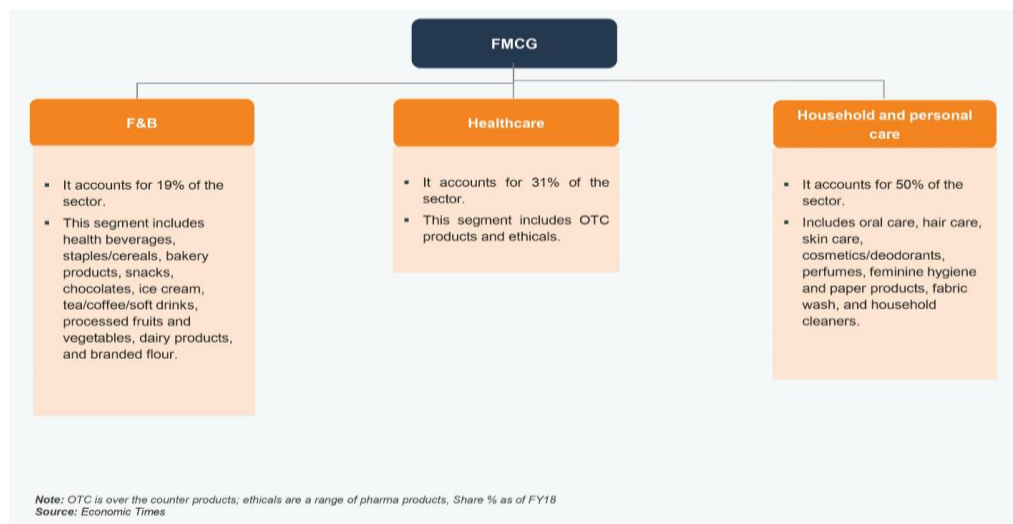 FMCG
F&B
▪ It accounts for 19% of the
sector.
▪ This segment includes
health beverages,
staples/cereals, bakery
products, snacks,
chocolates, ice cream,
tea/coffee/soft drinks,
processed fruits and
vegetables, dairy products,
and branded flour.
Healthcare
▪ It accounts for 31% of the
sector.
▪ This segment includes OTC
products and ethicals.
Household and personal
care
▪ It accounts for 50% of the
sector.
▪ Includes oral care, hair care,
skin care,
cosmetics/deodorants,
perfumes, feminine hygiene
and paper products, fabric
wash, and household
cleaners.
Note: OTC is over the counter products; ethicals are a range of pharma products, Share % as of FY18
Source: Economic Times